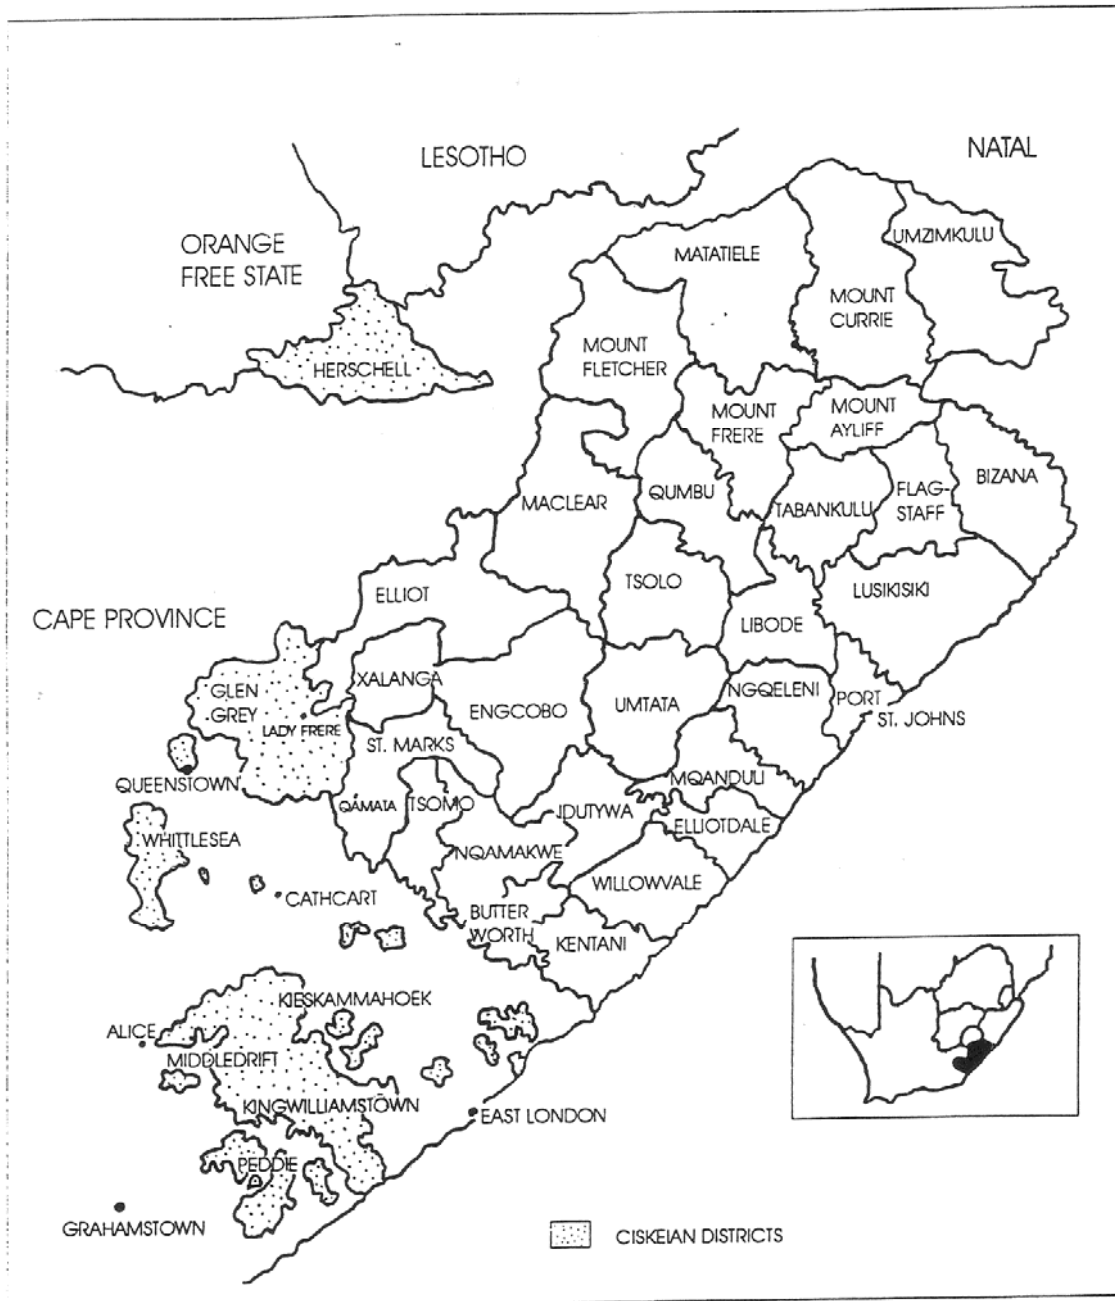 LESOTHO
NATAL
ORANGE
FREE STATE
UMZIMKULU
MATATIELE
MOUNT
CURRIE
MOUNT
FLETCHER
HERSCHELL
MOUNT
FRERE
MOUNT
AYLIFF
BIZANA
QUMBU
FLAG-
STAFF
MACLEAR
TABANKULU
TSOLO
LUSIKISIKI
ELLIOT
CAPE PROVINCE
LIBODE
XALANGA
GLEN
GREY
NGQELENI
PORT
ST. JOHNS
ENGCOBO
UMTATA
LADY FRERE
ST. MARKS
QUEENSTOWN
MQANDULI
QAMATA
TSOMO
JDUTYWA
ELLIOTDALE
WHITTLESEA
NQAMAKWE
WILLOWVALE
CATHCART
BUTTER
WORTH
KENTANI
KIESKAMMAHOEK
ALICE
MIDDLEDRIFT
KINGWILLIAMSTOWN
EAST LONDON
PEDDIE
GRAHAMSTOWN
CISKEIAN DISTRICTS